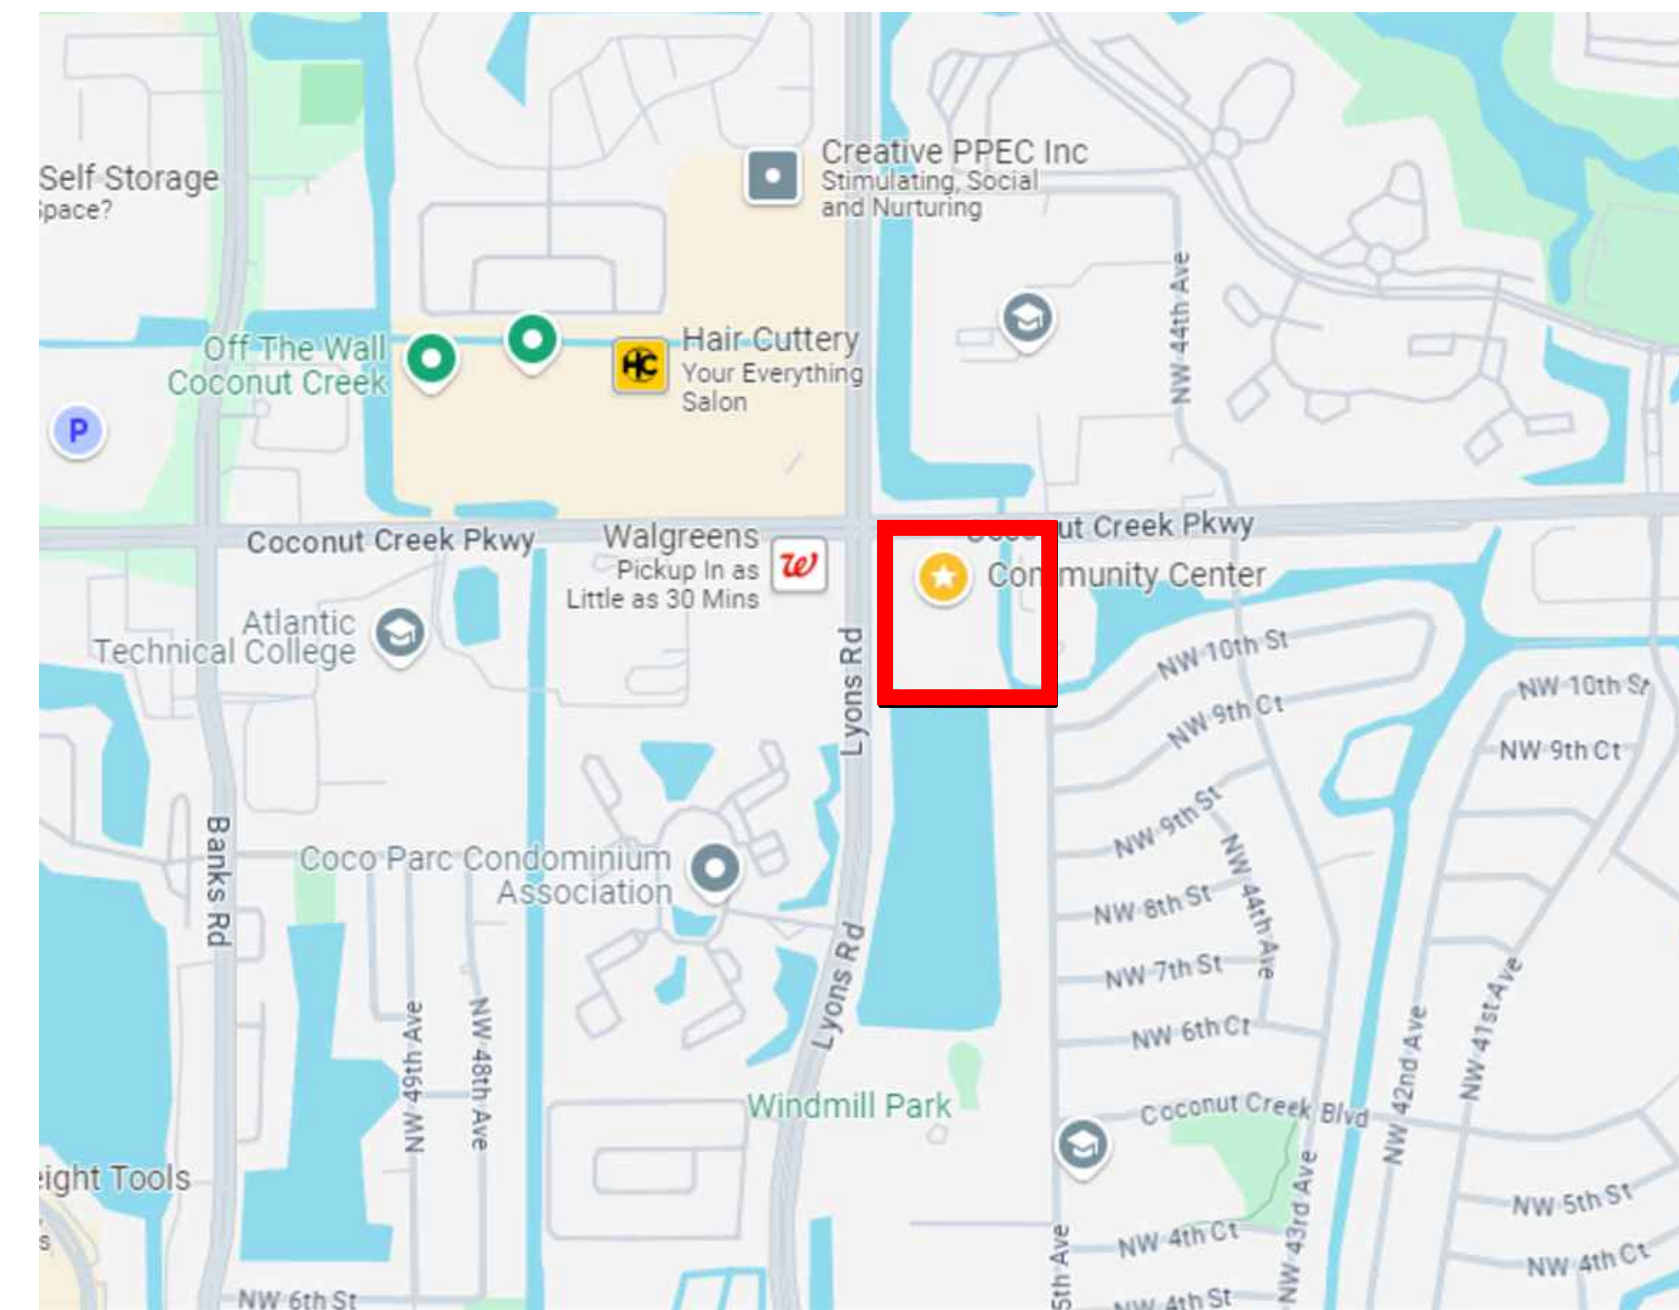 Creative PPEC Inc
Stimulating, Social
and Nurturing
Self Storage
Space?
NW 44th Ave
Off The Wall
Coconut Creek
HC
Hair Cuttery
Your Everything
Salon
P
Coconut Creek Pkwy
Walgreens
Pickup In as
Little as 30 Mins
W
ut Creek Pkwy
Community Center
Atlantic
Technical College
Lyons Rd
NW 10th St
NW 9th Ct
NW 10th St
NW 9th Ct
Banks Rd
Coco Parc Condominium
Association
NW 9th St
NW 44th Ave
NW 8th St
Lyons Rd
NW 7th St
NW 6th Ct
NW 49th Ave
NW 48th Ave
NW 42nd Ave
NW 41st Ave
Windmill Park
Coconut Creek Blvd
ight Tools
s
NW 43rd Ave
NW 5th St
NW 4th Ct
NW 4th Ct
5th Ave
NW 4th St
NW 6th St